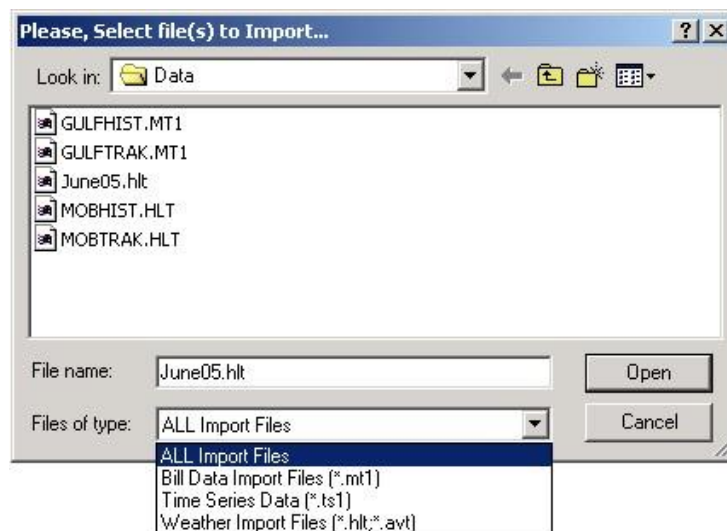 Please, Select file(s) to Import...
Look in: Data
GULFHIST.MT1
GULFTRAK.MT1
June05.hlt
MOBHIST.HLT
MOBTRAK.HLT
File name: June05.hlt Open
Files of type: ALL Import Files Cancel
ALL Import Files
Bill Data Import Files (*.mt1)
Time Series Data (*.ts1)
Weather Import Files (*.hlt;*.avt)